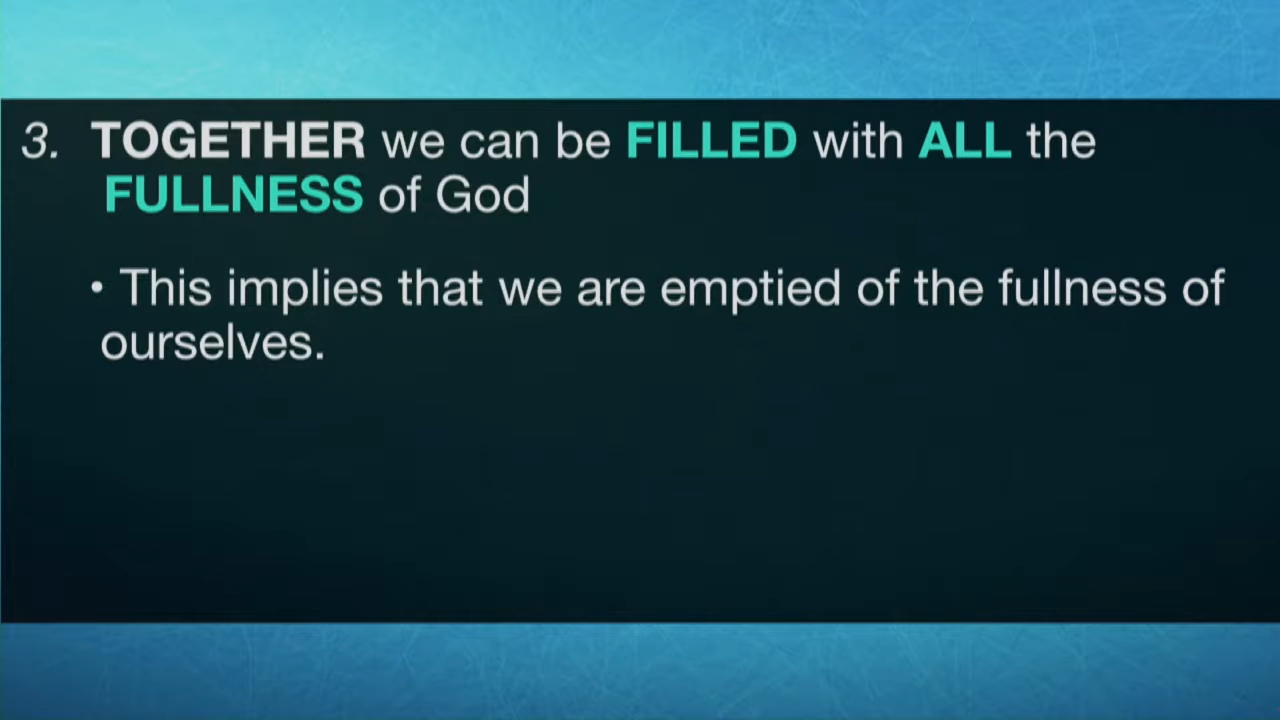 3. TOGETHER we can be FILLED with ALL the
FULLNESS of God
• This implies that we are emptied of the fullness of
ourselves.